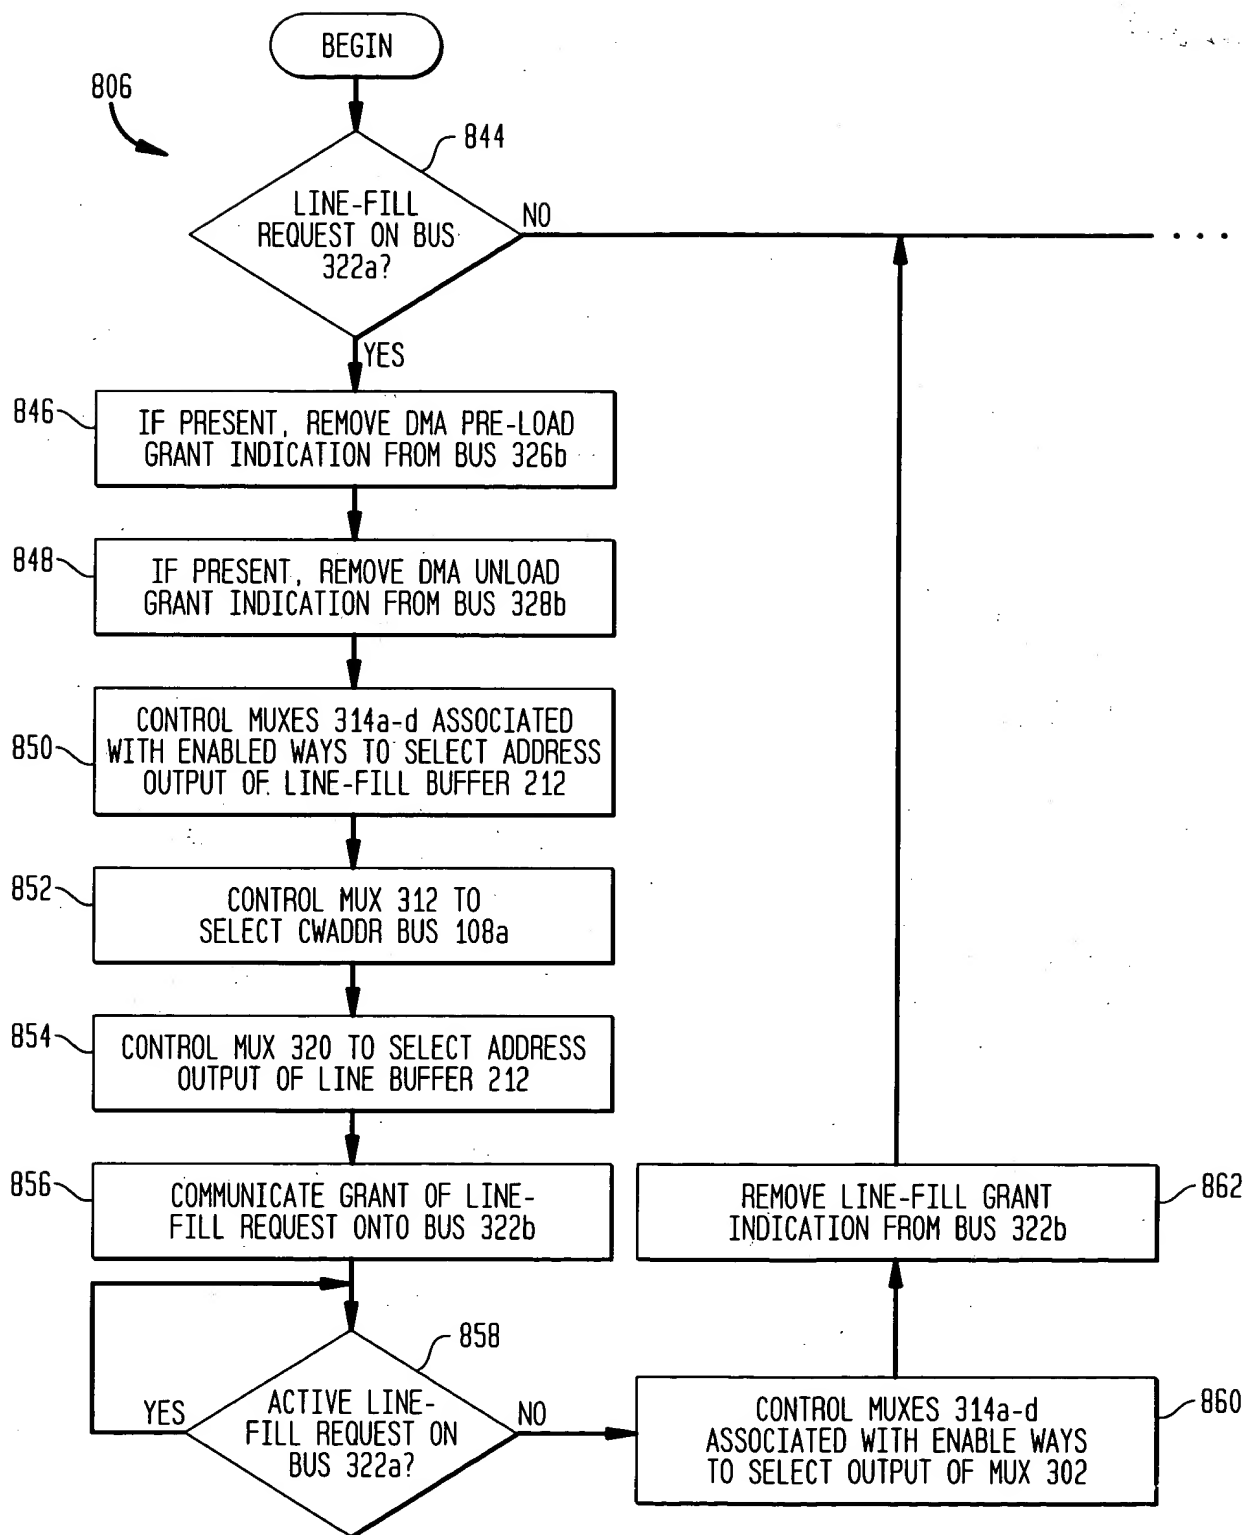 BEGIN
806
844
LINE-FILL
REQUEST ON BUS
322a?
NO
. . .
YES
846
IF PRESENT, REMOVE DMA PRE-LOAD
GRANT INDICATION FROM BUS 326b
848
IF PRESENT, REMOVE DMA UNLOAD
GRANT INDICATION FROM BUS 328b
850
CONTROL MUXES 314a-d ASSOCIATED
WITH ENABLED WAYS TO SELECT ADDRESS
OUTPUT OF LINE-FILL BUFFER 212
852
CONTROL MUX 312 TO
SELECT CWADDR BUS 108a
854
CONTROL MUX 320 TO SELECT ADDRESS
OUTPUT OF LINE BUFFER 212
856
COMMUNICATE GRANT OF LINE-
FILL REQUEST ONTO BUS 322b
862
REMOVE LINE-FILL GRANT
INDICATION FROM BUS 322b
858
YES
ACTIVE LINE-
FILL REQUEST ON
BUS 322a?
NO
860
CONTROL MUXES 314a-d
ASSOCIATED WITH ENABLE WAYS
TO SELECT OUTPUT OF MUX 302